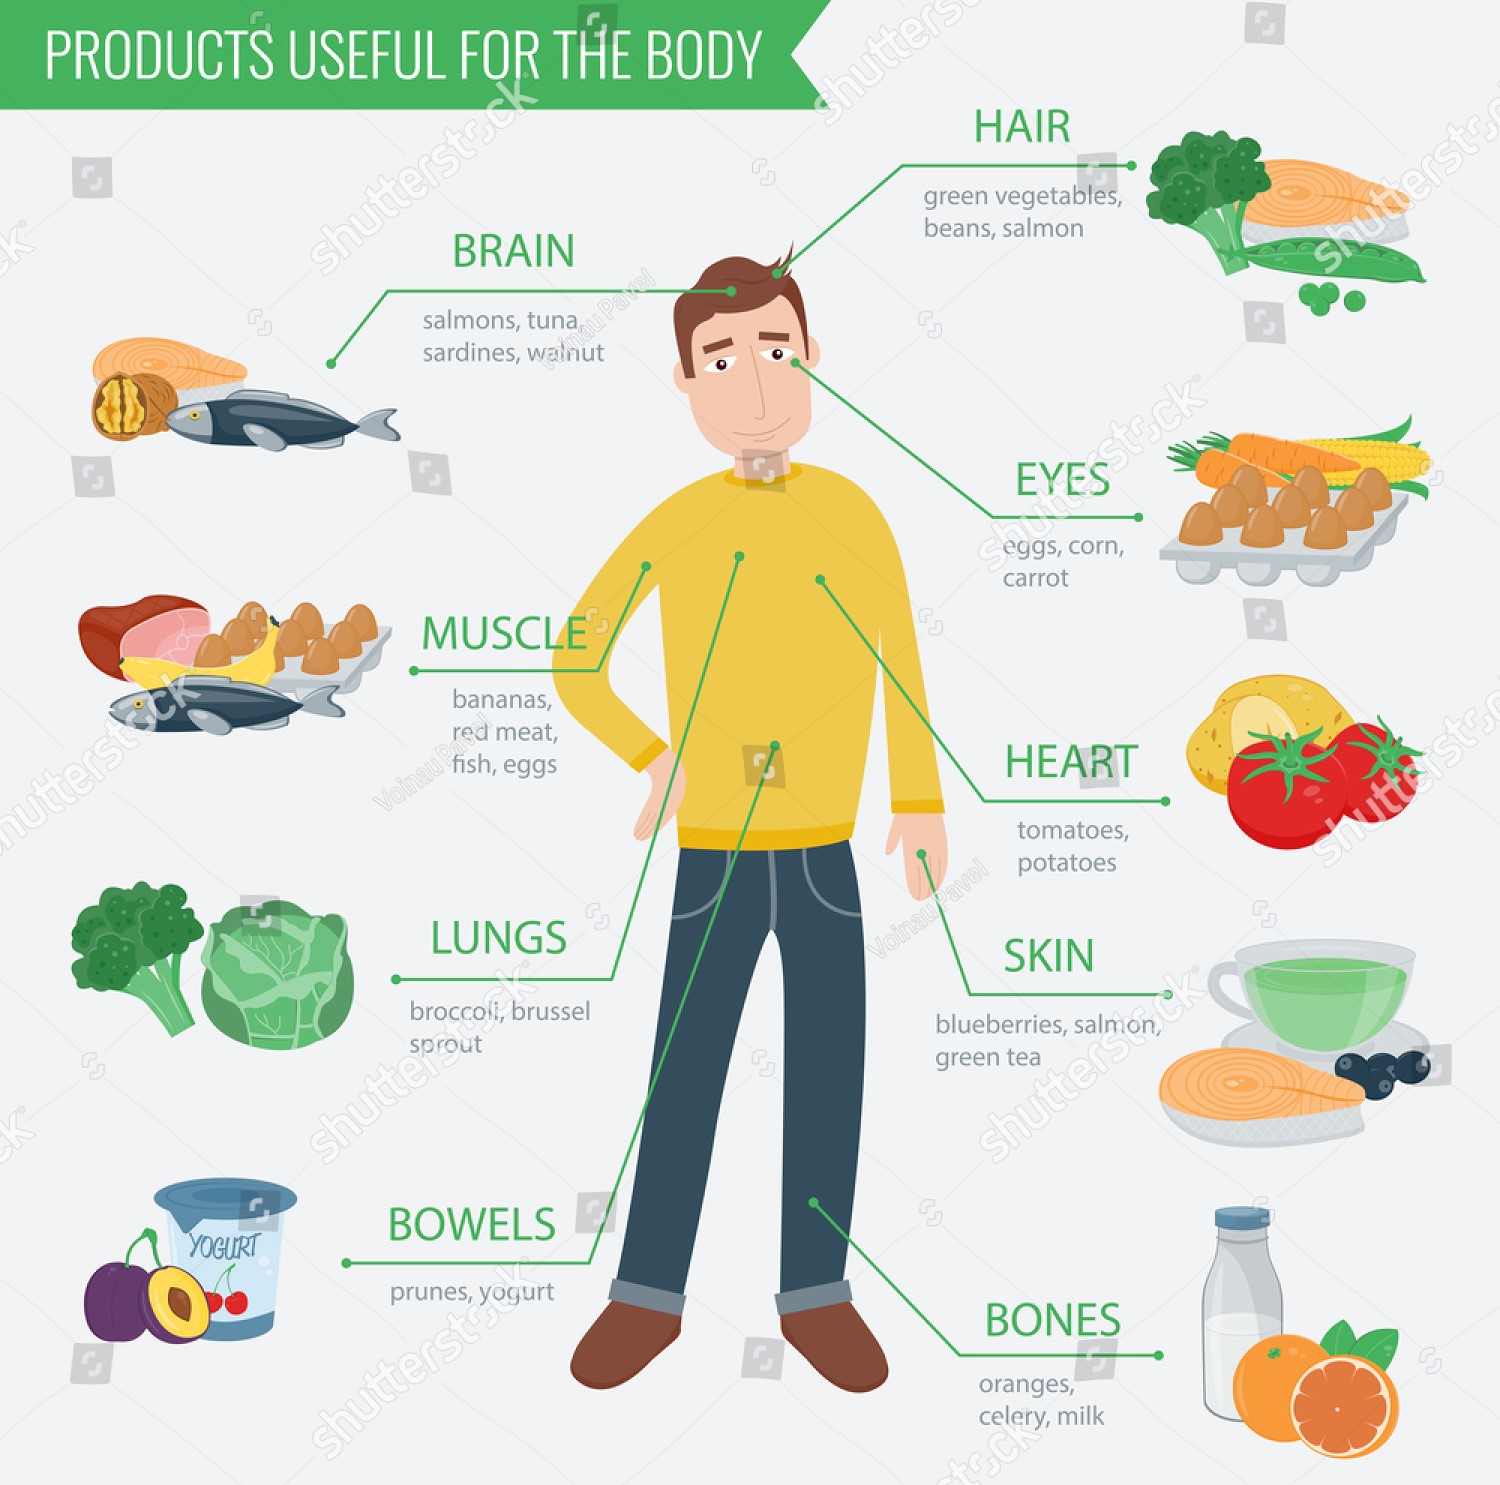 PRODUCTS USEFUL FOR THE BODY
HAIR
green vegetables,
beans, salmon
BRAIN
salmons, tuna,
sardines, walnut
EYES
eggs, corn,
carrot
MUSCLE
bananas,
red meat,
fish, eggs
HEART
tomatoes,
potatoes
LUNGS
broccoli, brussel
sprout
SKIN
blueberries, salmon,
green tea
BOWELS
prunes, yogurt
YOGURT
BONES
oranges,
celery, milk
shutterstock
Voinau Pavel